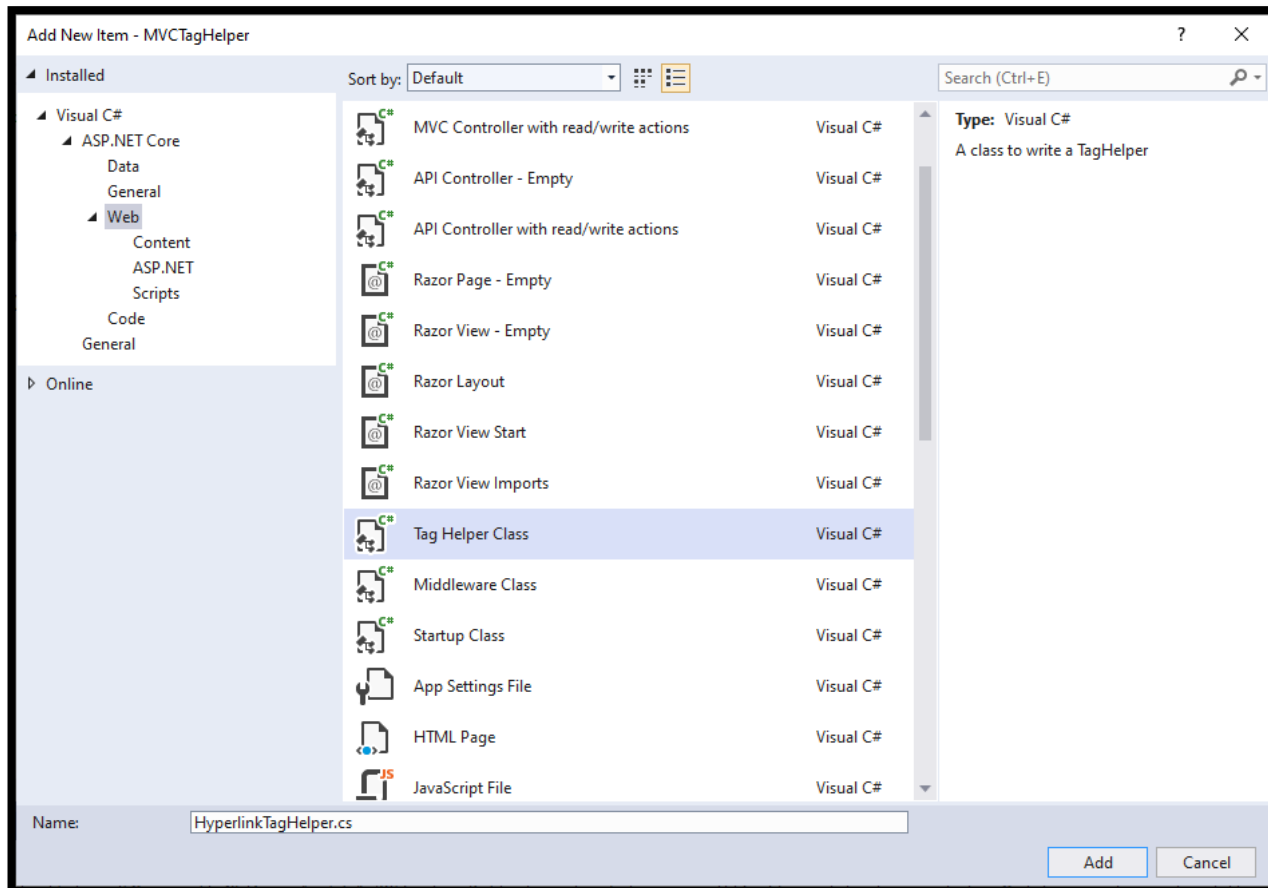 Add New Item - MVCTagHelper
?
Installed
Sort by: Default
Search (Ctrl+E)
Visual C#
ASP.NET Core
Data
General
Web
Content
ASP.NET
Scripts
Code
General
Online
C# MVC Controller with read/write actions Visual C#
C# API Controller - Empty Visual C#
C# API Controller with read/write actions Visual C#
C# @ Razor Page - Empty Visual C#
C# @ Razor View - Empty Visual C#
C# @ Razor Layout Visual C#
C# @ Razor View Start Visual C#
C# @ Razor View Imports Visual C#
C# Tag Helper Class Visual C#
C# Middleware Class Visual C#
C# Startup Class Visual C#
App Settings File Visual C#
HTML Page Visual C#
JS JavaScript File Visual C#
Type: Visual C#
A class to write a TagHelper
Name: HyperlinkTagHelper.cs
Add Cancel